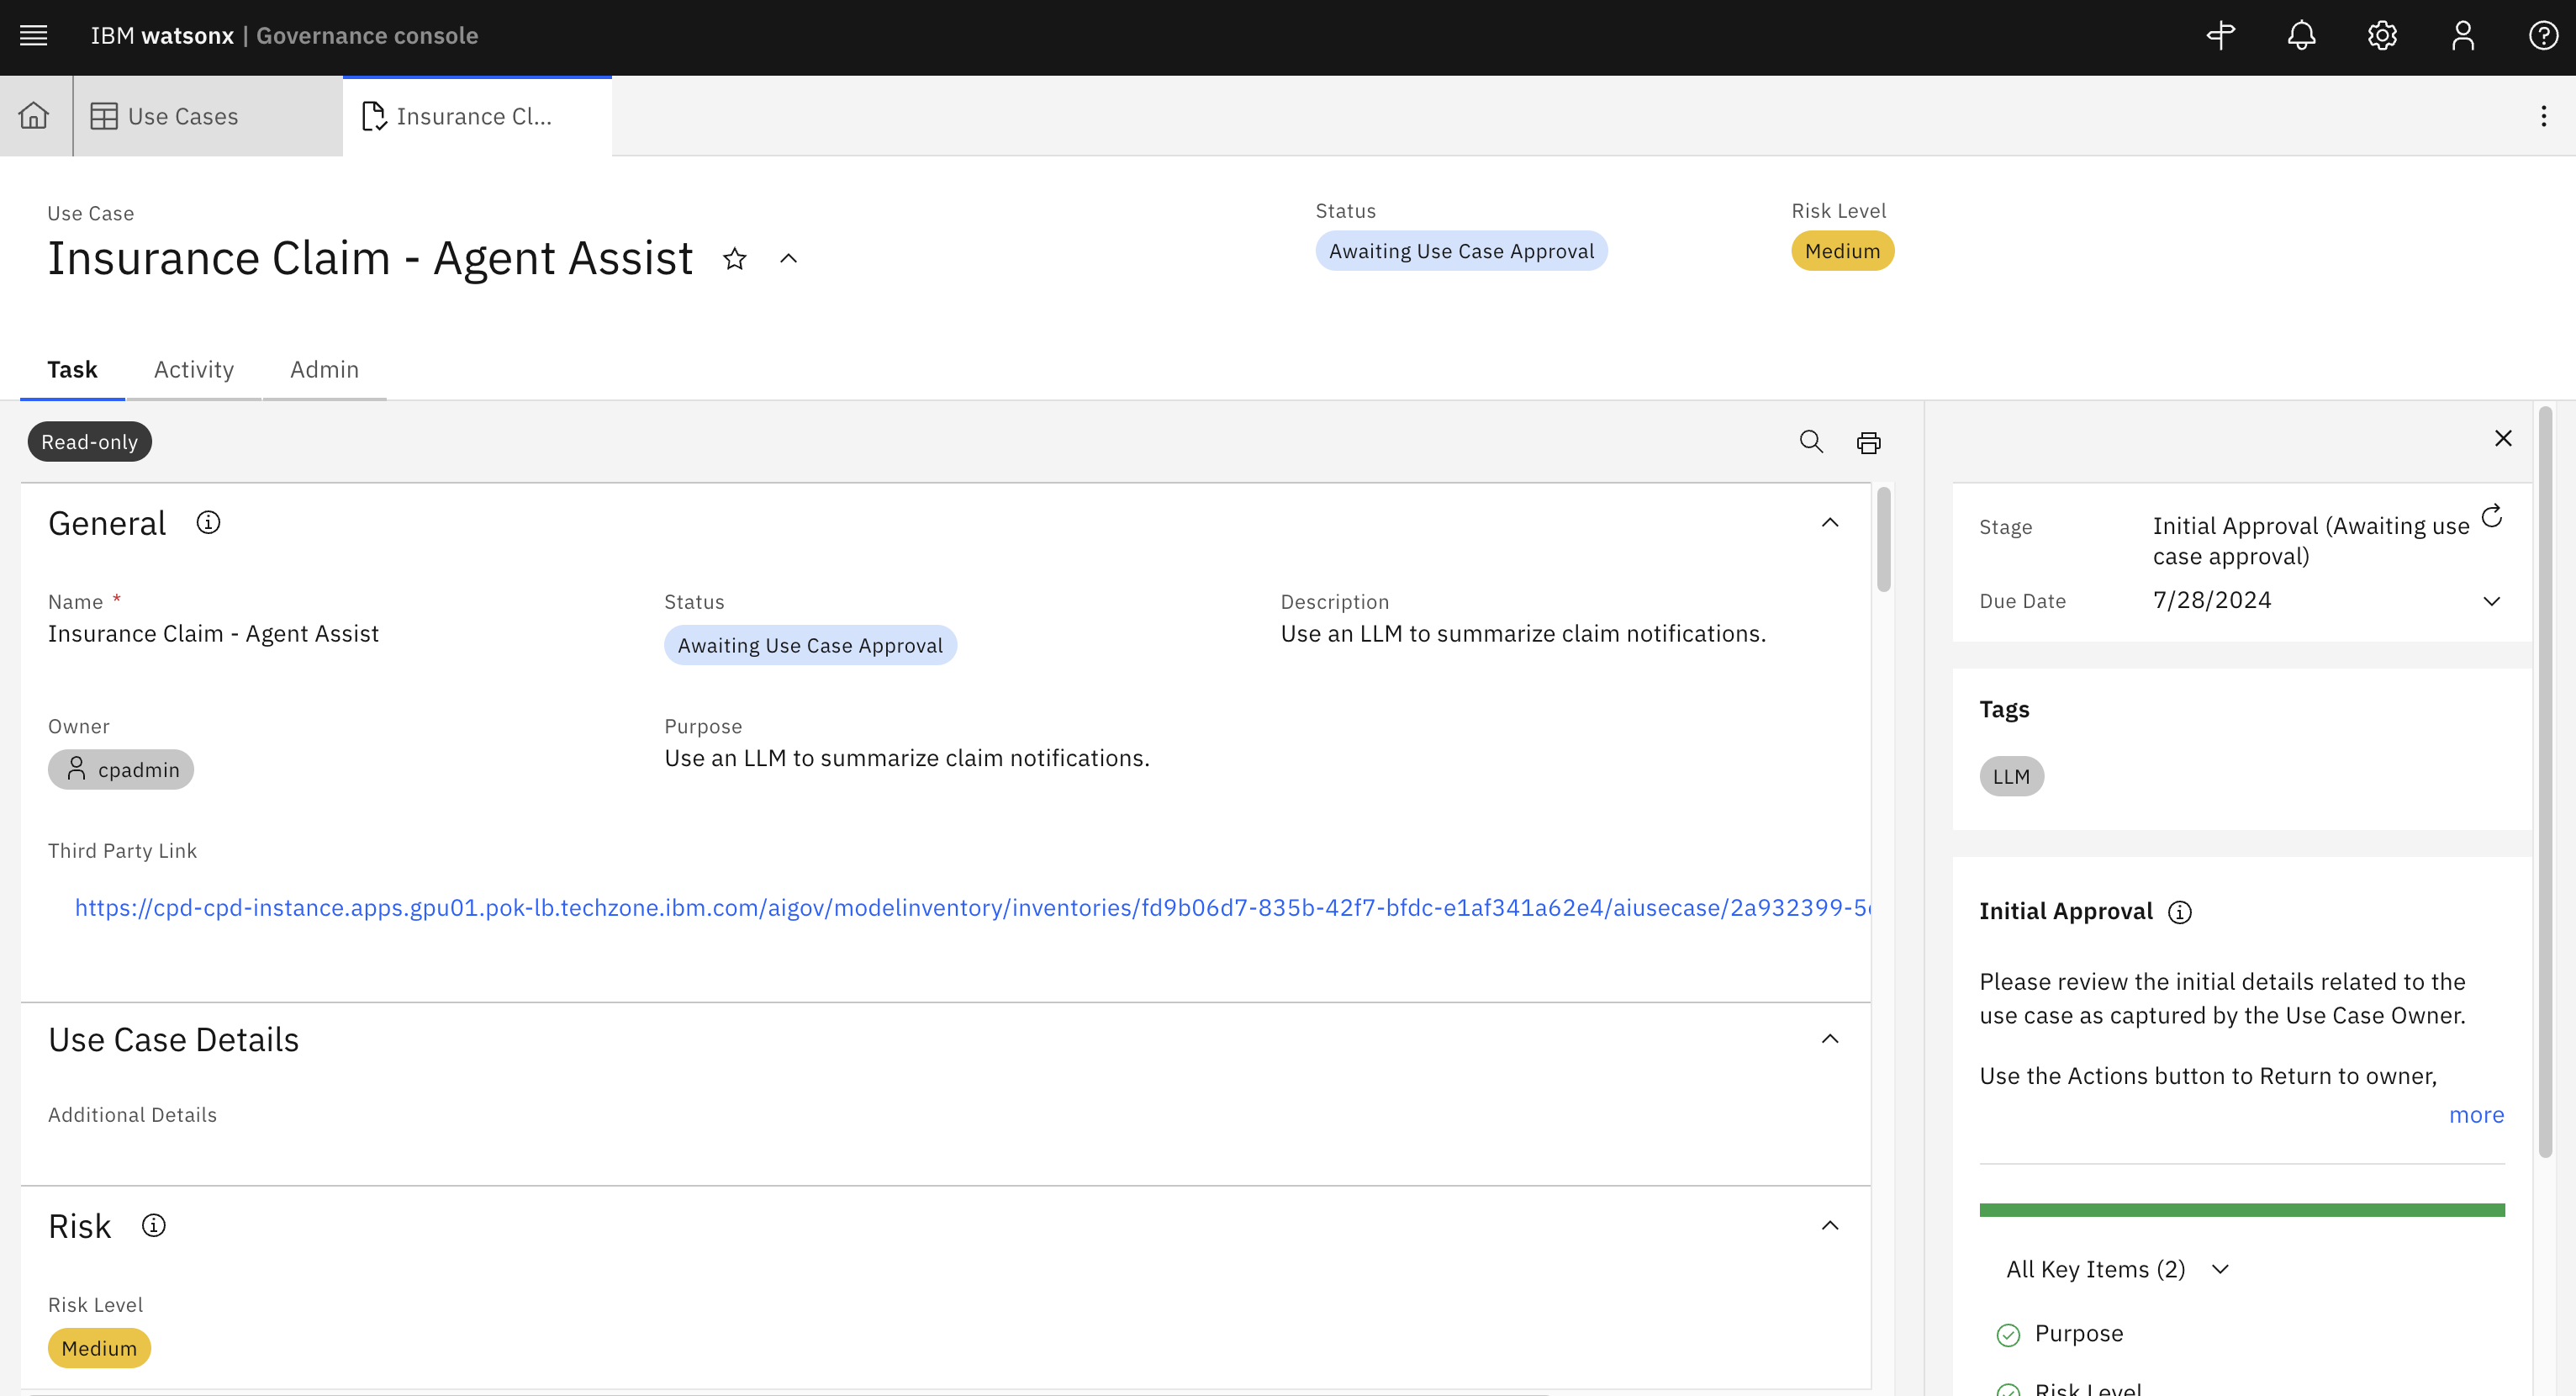 IBM watsonx | Governance console
Use Cases
Insurance Cl...
Use Case
Insurance Claim - Agent Assist
Status
Awaiting Use Case Approval
Risk Level
Medium
Task
Activity
Admin
Read-only
General
Name *
Insurance Claim - Agent Assist
Status
Awaiting Use Case Approval
Description
Use an LLM to summarize claim notifications.
Owner
cpadmin
Purpose
Use an LLM to summarize claim notifications.
Third Party Link
https://cpd-cpd-instance.apps.gpu01.pok-lb.techzone.ibm.com/aigov/modelinventory/inventories/fd9b06d7-835b-42f7-bfdc-e1af341a62e4/aiusecase/2a932399-5
Use Case Details
Additional Details
Risk
Risk Level
Medium
Stage
Initial Approval (Awaiting use
case approval)
Due Date
7/28/2024
Tags
LLM
Initial Approval
Please review the initial details related to the
use case as captured by the Use Case Owner.
Use the Actions button to Return to owner,
more
All Key Items (2)
Purpose
Risk Level